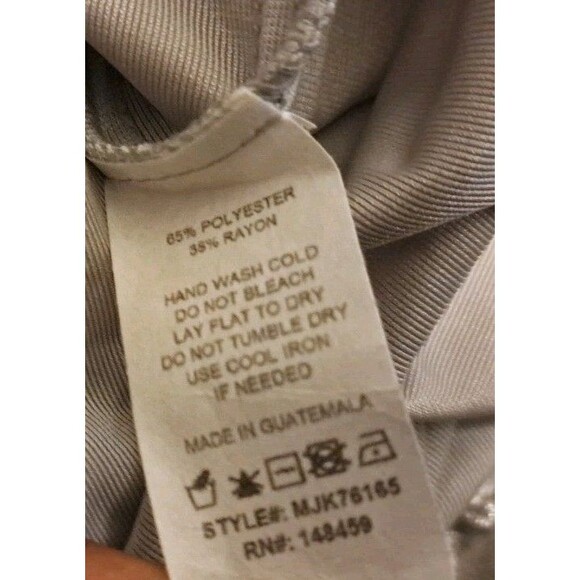 65% POLYESTER
35% RAYON
HAND WASH COLD
DO NOT BLEACH
LAY FLAT TO DRY
DO NOT TUMBLE DRY
USE COOL IRON
IF NEEDED
MADE IN GUATEMALA
STYLE#: MJK76165
RN#: 148459